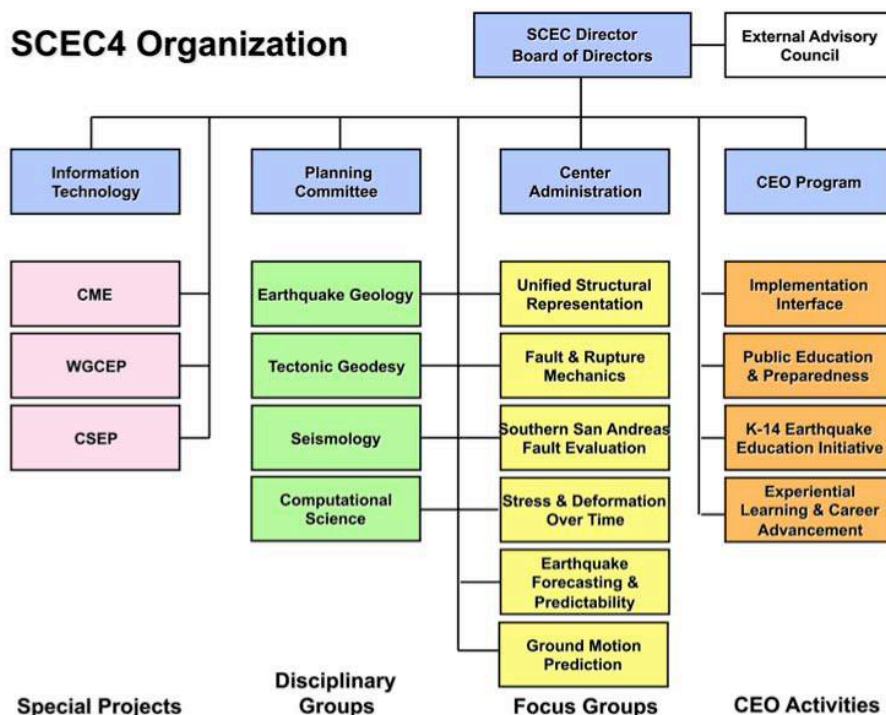 SCEC4 Organization
SCEC Director
Board of Directors
External Advisory
Council
Information
Technology
Planning
Committee
Center
Administration
CEO Program
CME
WGCEP
CSEP
Earthquake Geology
Tectonic Geodesy
Seismology
Computational
Science
Unified Structural
Representation
Fault & Rupture
Mechanics
Southern San Andreas
Fault Evaluation
Stress & Deformation
Over Time
Earthquake
Forecasting &
Predictability
Ground Motion
Prediction
Implementation
Interface
Public Education
& Preparedness
K-14 Earthquake
Education Initiative
Experiential
Learning & Career
Advancement
Special Projects
Disciplinary
Groups
Focus Groups
CEO Activities